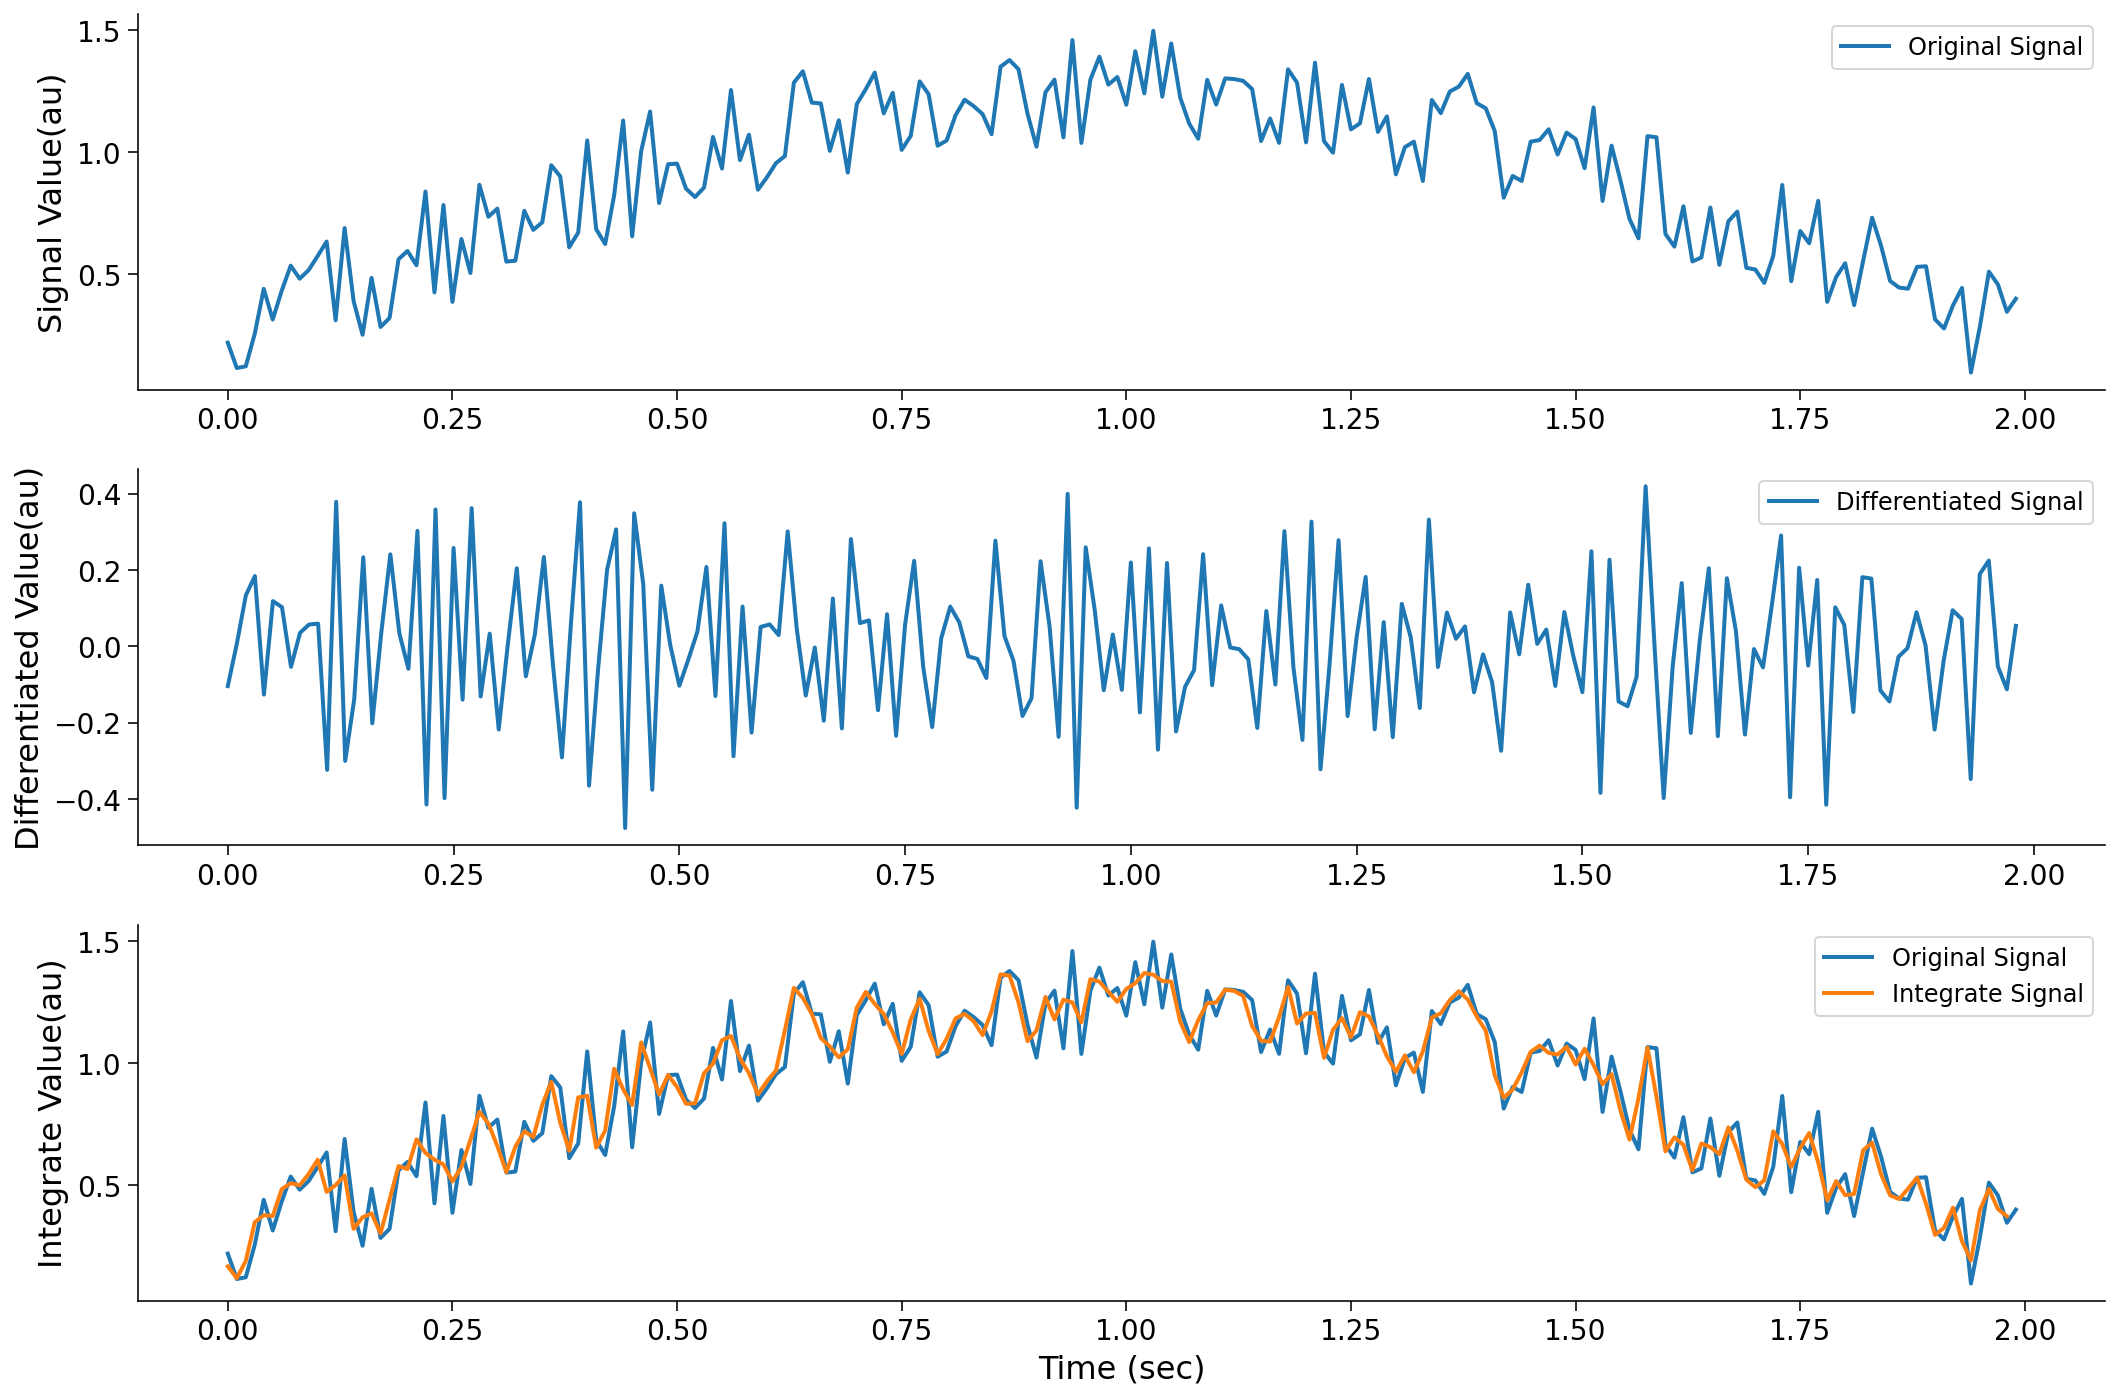 Signal Value(au)
1.5
1.0
0.5
Original Signal
0.00 0.25 0.50 0.75 1.00 1.25 1.50 1.75 2.00
Differentiated Value(au)
0.4
0.2
0.0
−0.2
−0.4
Differentiated Signal
0.00 0.25 0.50 0.75 1.00 1.25 1.50 1.75 2.00
Integrate Value(au)
1.5
1.0
0.5
Original Signal
Integrate Signal
0.00 0.25 0.50 0.75 1.00 1.25 1.50 1.75 2.00
Time (sec)